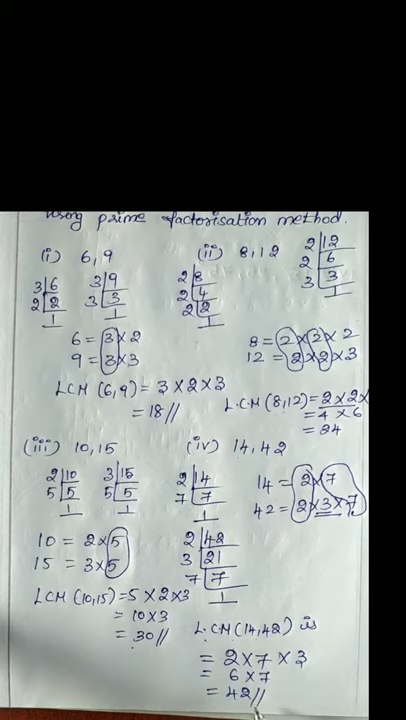 using prime factorisation method.
(i) 6,9
3|6
2|2
1
3|9
3|3
1
6 = 3×2
9 = 3×3
LCM (6,9) = 3×2×3
= 18//
(ii) 8,12
2|8
2|4
2|2
1
2|12
2|6
3|3
1
8 = 2×2×2
12 = 2×2×3
L.C.M (8,12) = 2×2×
= 4×6
= 24
(iii) 10,15
2|10
5|5
1
3|15
5|5
1
10 = 2×5
15 = 3×5
LCM (10,15) = 5×2×3
= 10×3
= 30//
(iv) 14,42
2|14
7|7
1
2|42
3|21
7|7
1
14 = 2×7
42 = 2×3×7
L.C.M (14,42) is
= 2×7×3
= 6×7
= 42//